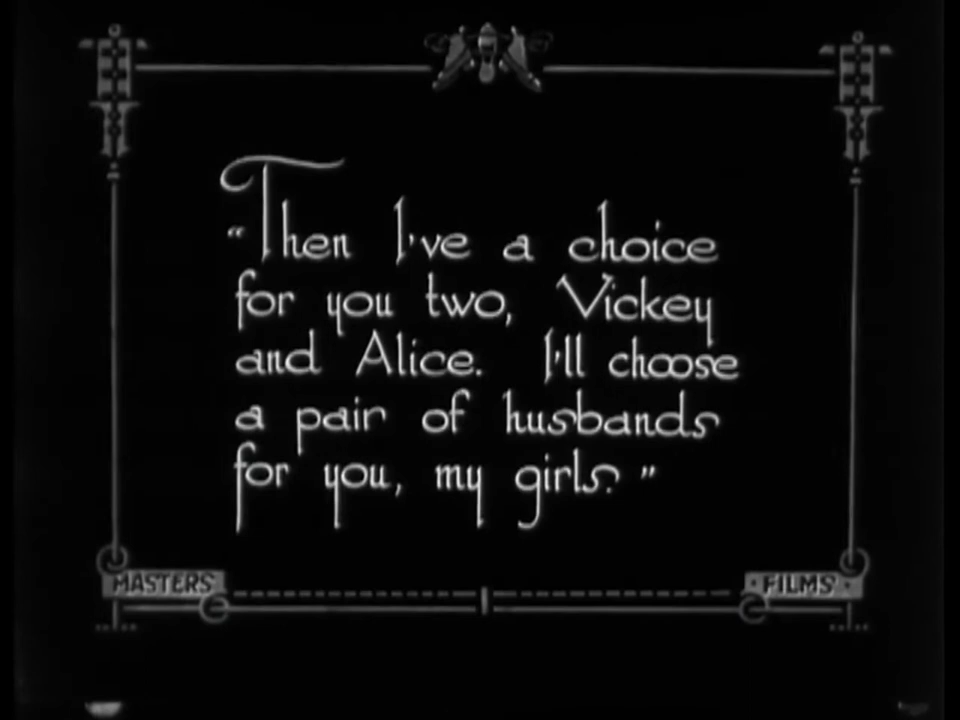 "Then I've a choice
for you two, Vickey
and Alice. I'll choose
a pair of husbands
for you, my girls."
MASTERS FILMS